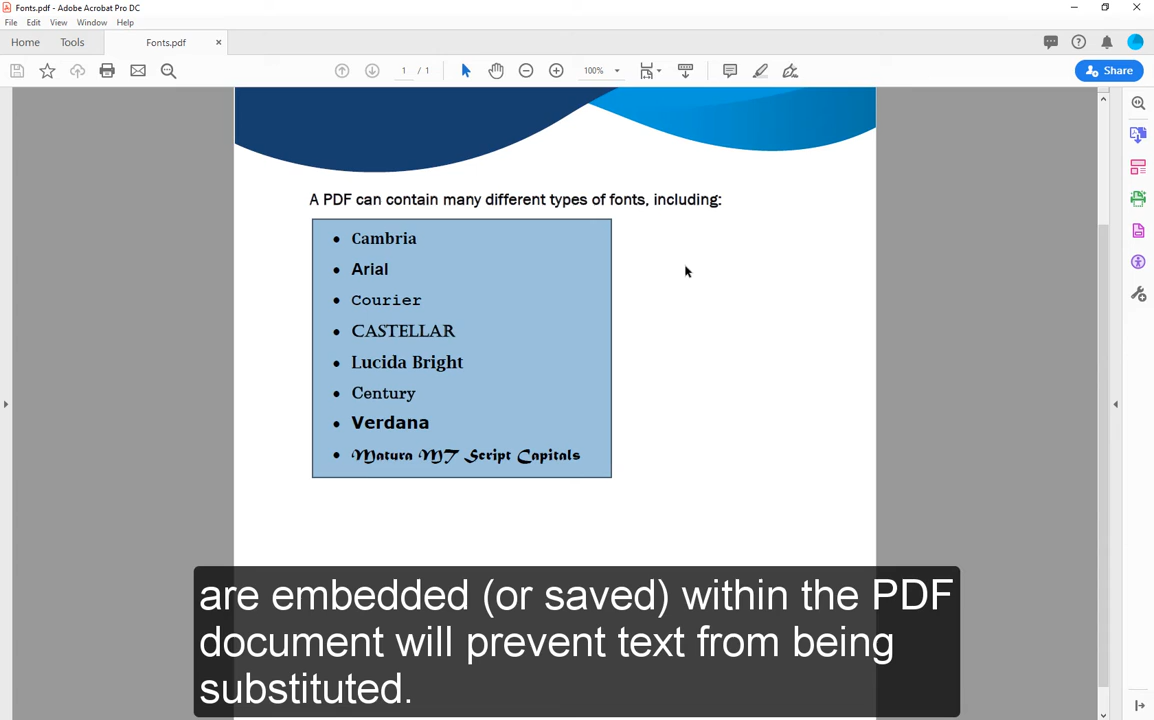 Fonts.pdf - Adobe Acrobat Pro DC
File Edit View Window Help
Home Tools Fonts.pdf ×
1 / 1 100% Share
A PDF can contain many different types of fonts, including:
• Cambria
• Arial
• Courier
• CASTELLAR
• Lucida Bright
• Century
• Verdana
• Matura MT Script Capitals
are embedded (or saved) within the PDF
document will prevent text from being
substituted.